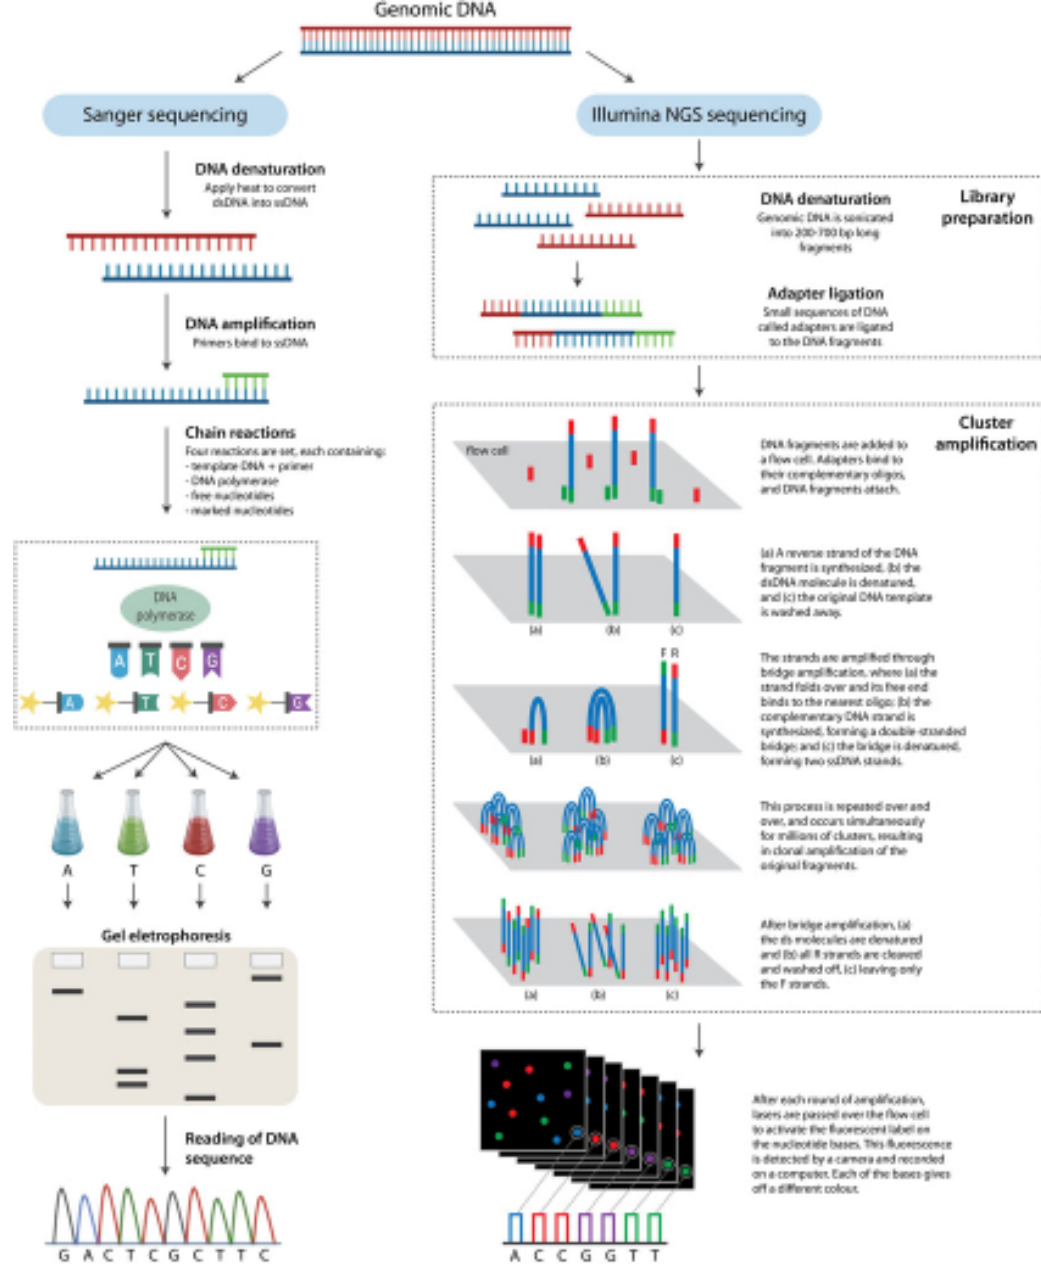 Genomic DNA
Sanger sequencing
DNA denaturation
Apply heat to convert
dsDNA into ssDNA
DNA amplification
Primers bind to ssDNA
Chain reactions
Four reactions are set, each containing:
- template DNA + primer
- DNA polymerase
- free nucleotides
- marked nucleotides
DNA
polymerase
A T C G
A T C G
A T C G
Gel eletrophoresis
Reading of DNA
sequence
G A C T C G C T T C
Illumina NGS sequencing
Library
preparation
DNA denaturation
Genomic DNA is sonicated
into 200-700 bp long
fragments
Adapter ligation
Small sequences of DNA
called adapters are ligated
to the DNA fragments
Cluster
amplification
flow cell
DNA fragments are added to
a flow cell. Adapters bind to
their complementary oligos,
and DNA fragments attach.
(a) (b) (c)
(a) A reverse strand of the DNA
fragment is synthesized, (b) the
dsDNA molecule is denatured,
and (c) the original DNA template
is washed away.
F R
(a) (b) (c)
The strands are amplified through
bridge amplification, where (a) the
strand folds over and its free end
binds to the nearest oligo; (b) the
complementary DNA strand is
synthesized, forming a double-stranded
bridge; and (c) the bridge is denatured,
forming two ssDNA strands.
This process is repeated over and
over, and occurs simultaneously
for millions of clusters, resulting
in clonal amplification of the
original fragments.
(a) (b) (c)
After bridge amplification, (a)
the ds molecules are denatured
and (b) all R strands are cleaved
and washed off, (c) leaving only
the F strands.
After each round of amplification,
lasers are passed over the flow cell
to activate the fluorescent label on
the nucleotide bases. This fluorescence
is detected by a camera and recorded
on a computer. Each of the bases gives
off a different colour.
A C C G G T T